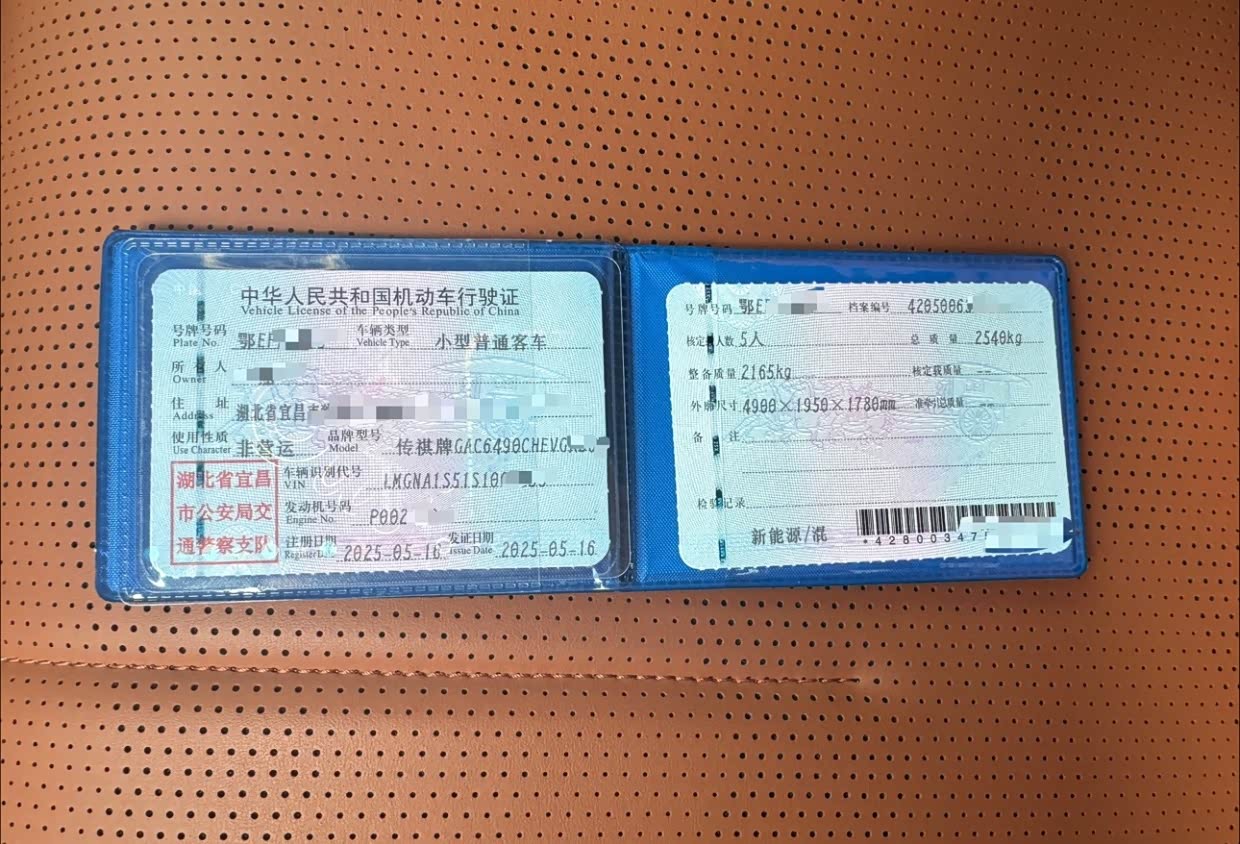 中华人民共和国机动车行驶证
Vehicle License of the People's Republic of China
号牌号码 鄂EF 车辆类型 小型普通客车
Plate No. Vehicle Type
所 人
Owner
住 址 湖北省宜昌市
Address
使用性质 非营运 品牌型号 传祺牌GAC6490CHEVG
Use Character Model
湖北省宜昌
市公安局交
通警察支队
车辆识别代号 LMGNA1S51S10
VIN
发动机号码 P002
Engine No.
注册日期 2025-05-16 发证日期 2025-05-16
Register Date Issue Date
号牌号码 鄂EF 档案编号 42050063
核定 人数 5人 总 质 量 2540kg
整备质量 2165kg 核定载质量 --
外廓尺寸 4900×1950×1780mm 准牵引总质量 --
备 注
检验记录
新能源/混
*428003475